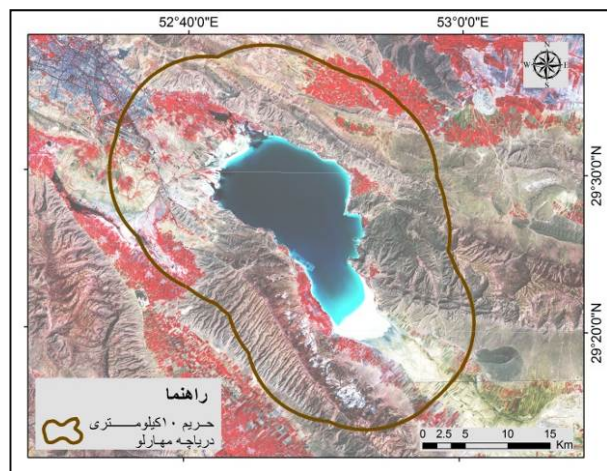 52°40'0"E 53°0'0"E
N
W E
S
29°30'0"N
29°20'0"N
راهنما
حریم ۱۰کیلومــــتری
دریاچه مهارلو
0 2.5 5 10 15
Km